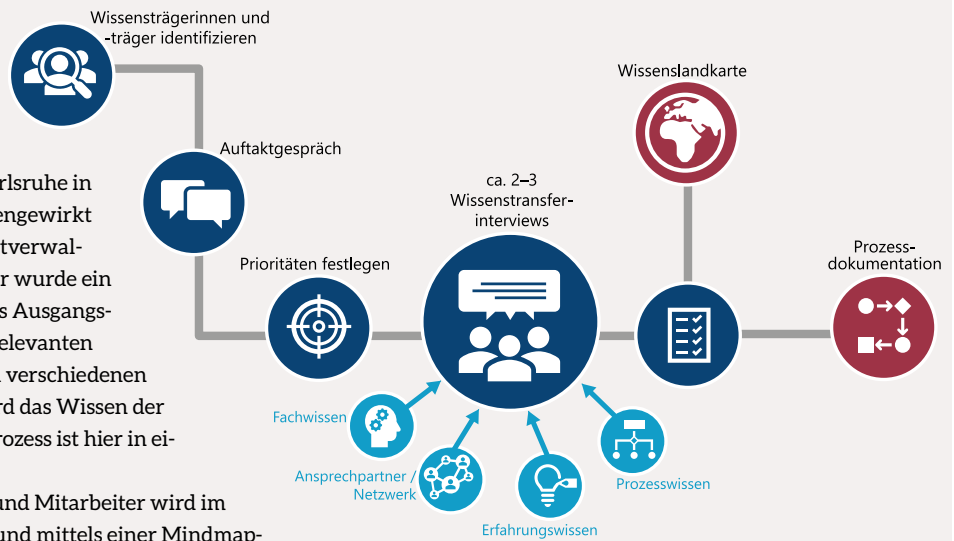 Wissensträgerinnen und
-träger identifizieren
Auftaktgespräch
Prioritäten festlegen
ca. 2–3
Wissenstransfer-
interviews
Wissenslandkarte
Prozess-
dokumentation
Fachwissen
Ansprechpartner /
Netzwerk
Erfahrungswissen
Prozesswissen
rlsruhe in
engewirkt
tverwal-
r wurde ein
s Ausgangs-
elevanten
n verschiedenen
rd das Wissen der
rozess ist hier in ei-
und Mitarbeiter wird im
und mittels einer Mindmap-